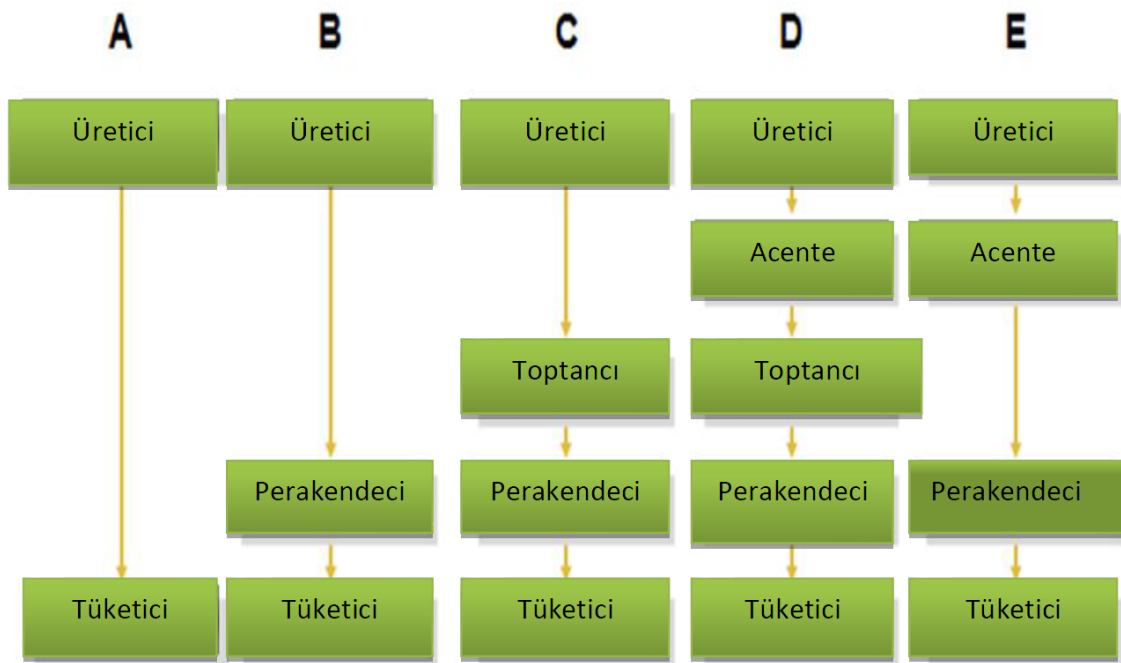 A B C D E
Üretici Üretici Üretici Üretici Üretici
Acente Acente
Toptancı Toptancı
Perakendeci Perakendeci Perakendeci Perakendeci
Tüketici Tüketici Tüketici Tüketici Tüketici